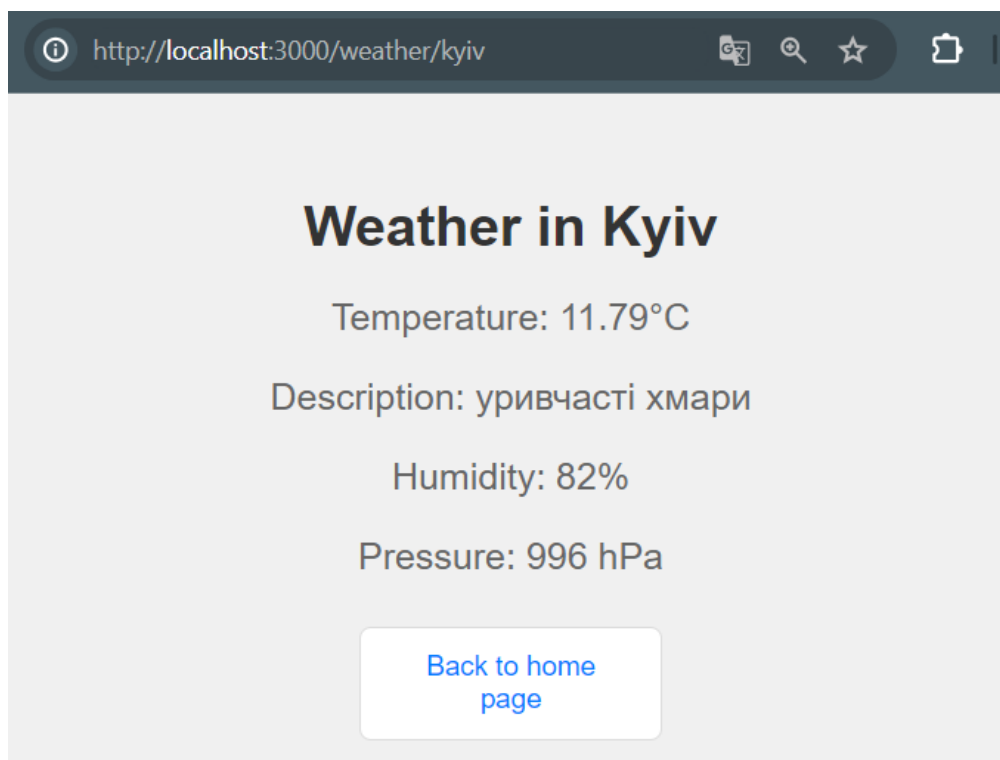 http://localhost:3000/weather/kyiv
Weather in Kyiv
Temperature: 11.79°C
Description: уривчасті хмари
Humidity: 82%
Pressure: 996 hPa
Back to home
page